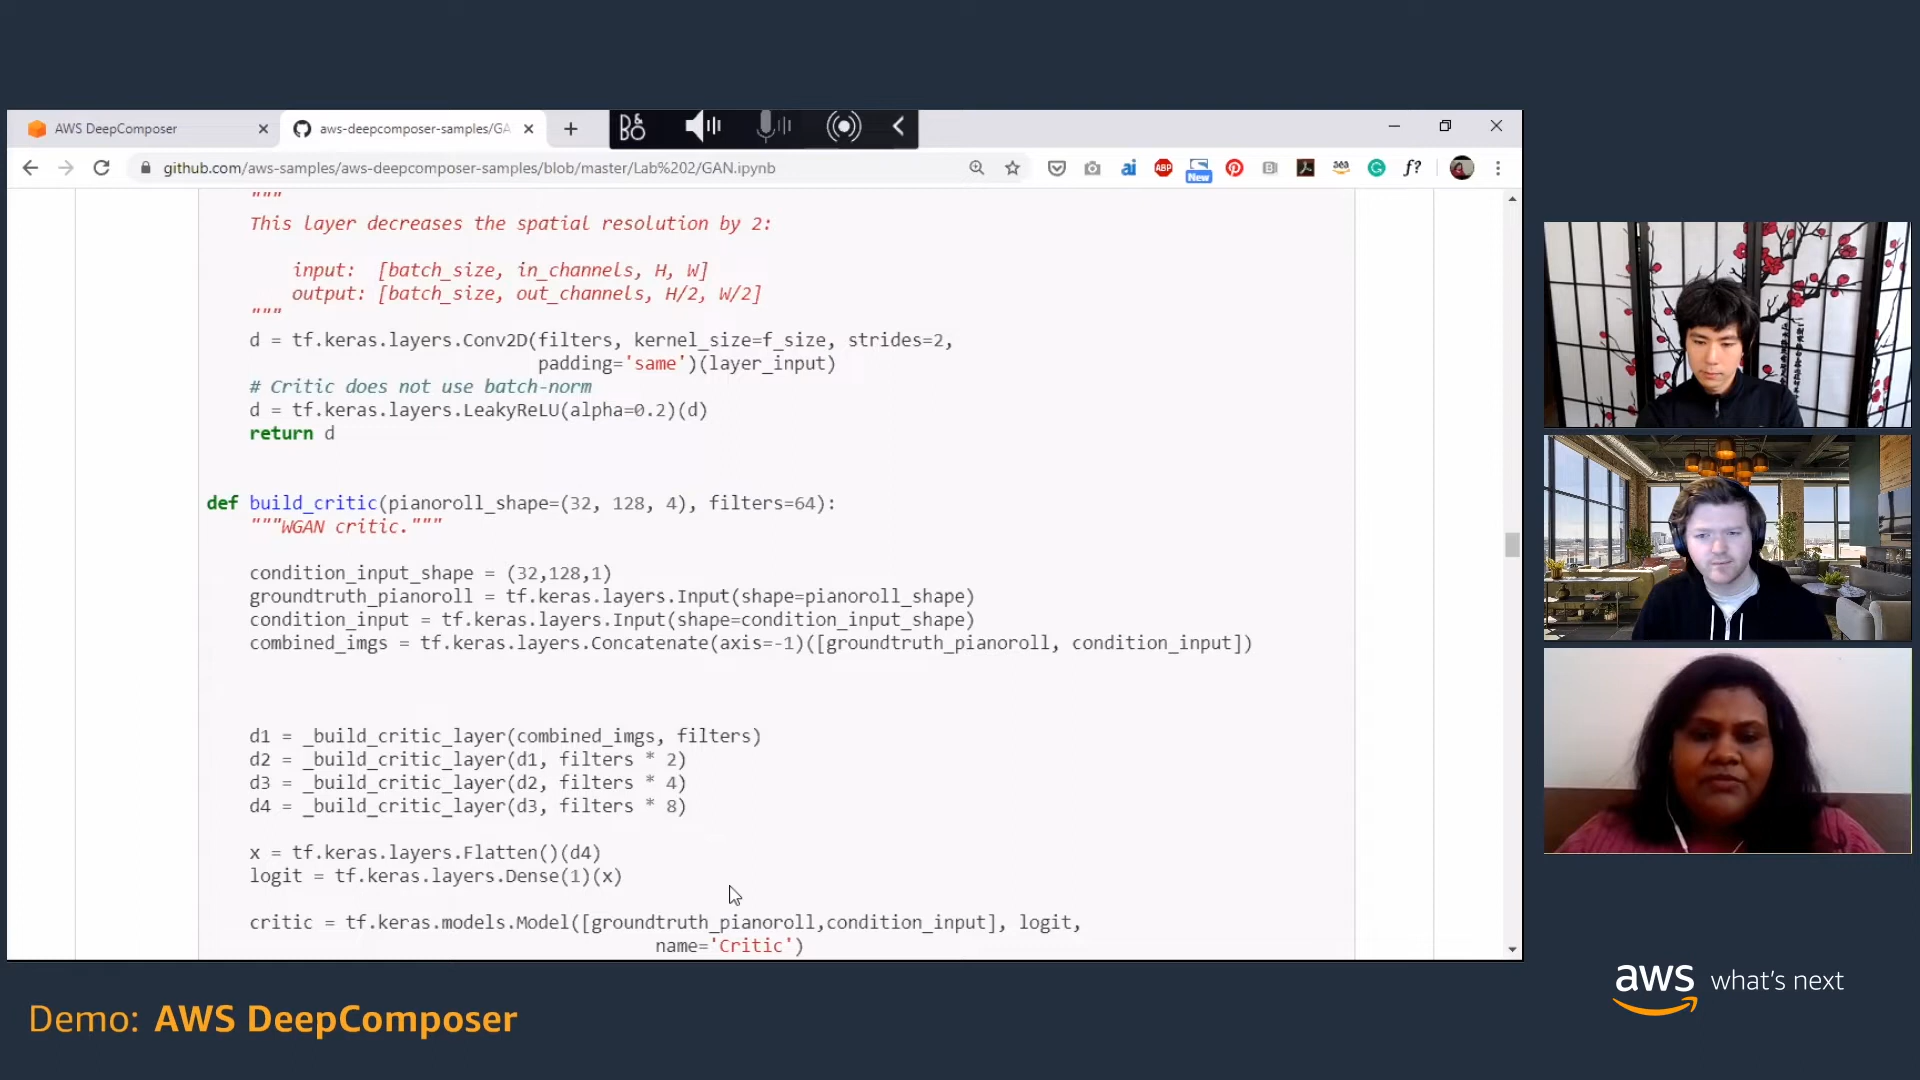 AWS DeepComposer
aws-deepcomposer-samples/GA
github.com/aws-samples/aws-deepcomposer-samples/blob/master/Lab%202/GAN.ipynb
"""
This layer decreases the spatial resolution by 2:
input:  [batch_size, in_channels, H, W]
output: [batch_size, out_channels, H/2, W/2]
"""
d = tf.keras.layers.Conv2D(filters, kernel_size=f_size, strides=2,
padding='same')(layer_input)
# Critic does not use batch-norm
d = tf.keras.layers.LeakyReLU(alpha=0.2)(d)
return d
def build_critic(pianoroll_shape=(32, 128, 4), filters=64):
"""WGAN critic."""
condition_input_shape = (32,128,1)
groundtruth_pianoroll = tf.keras.layers.Input(shape=pianoroll_shape)
condition_input = tf.keras.layers.Input(shape=condition_input_shape)
combined_imgs = tf.keras.layers.Concatenate(axis=-1)([groundtruth_pianoroll, condition_input])
d1 = _build_critic_layer(combined_imgs, filters)
d2 = _build_critic_layer(d1, filters * 2)
d3 = _build_critic_layer(d2, filters * 4)
d4 = _build_critic_layer(d3, filters * 8)
x = tf.keras.layers.Flatten()(d4)
logit = tf.keras.layers.Dense(1)(x)
critic = tf.keras.models.Model([groundtruth_pianoroll,condition_input], logit,
name='Critic')
aws what's next
Demo: AWS DeepComposer